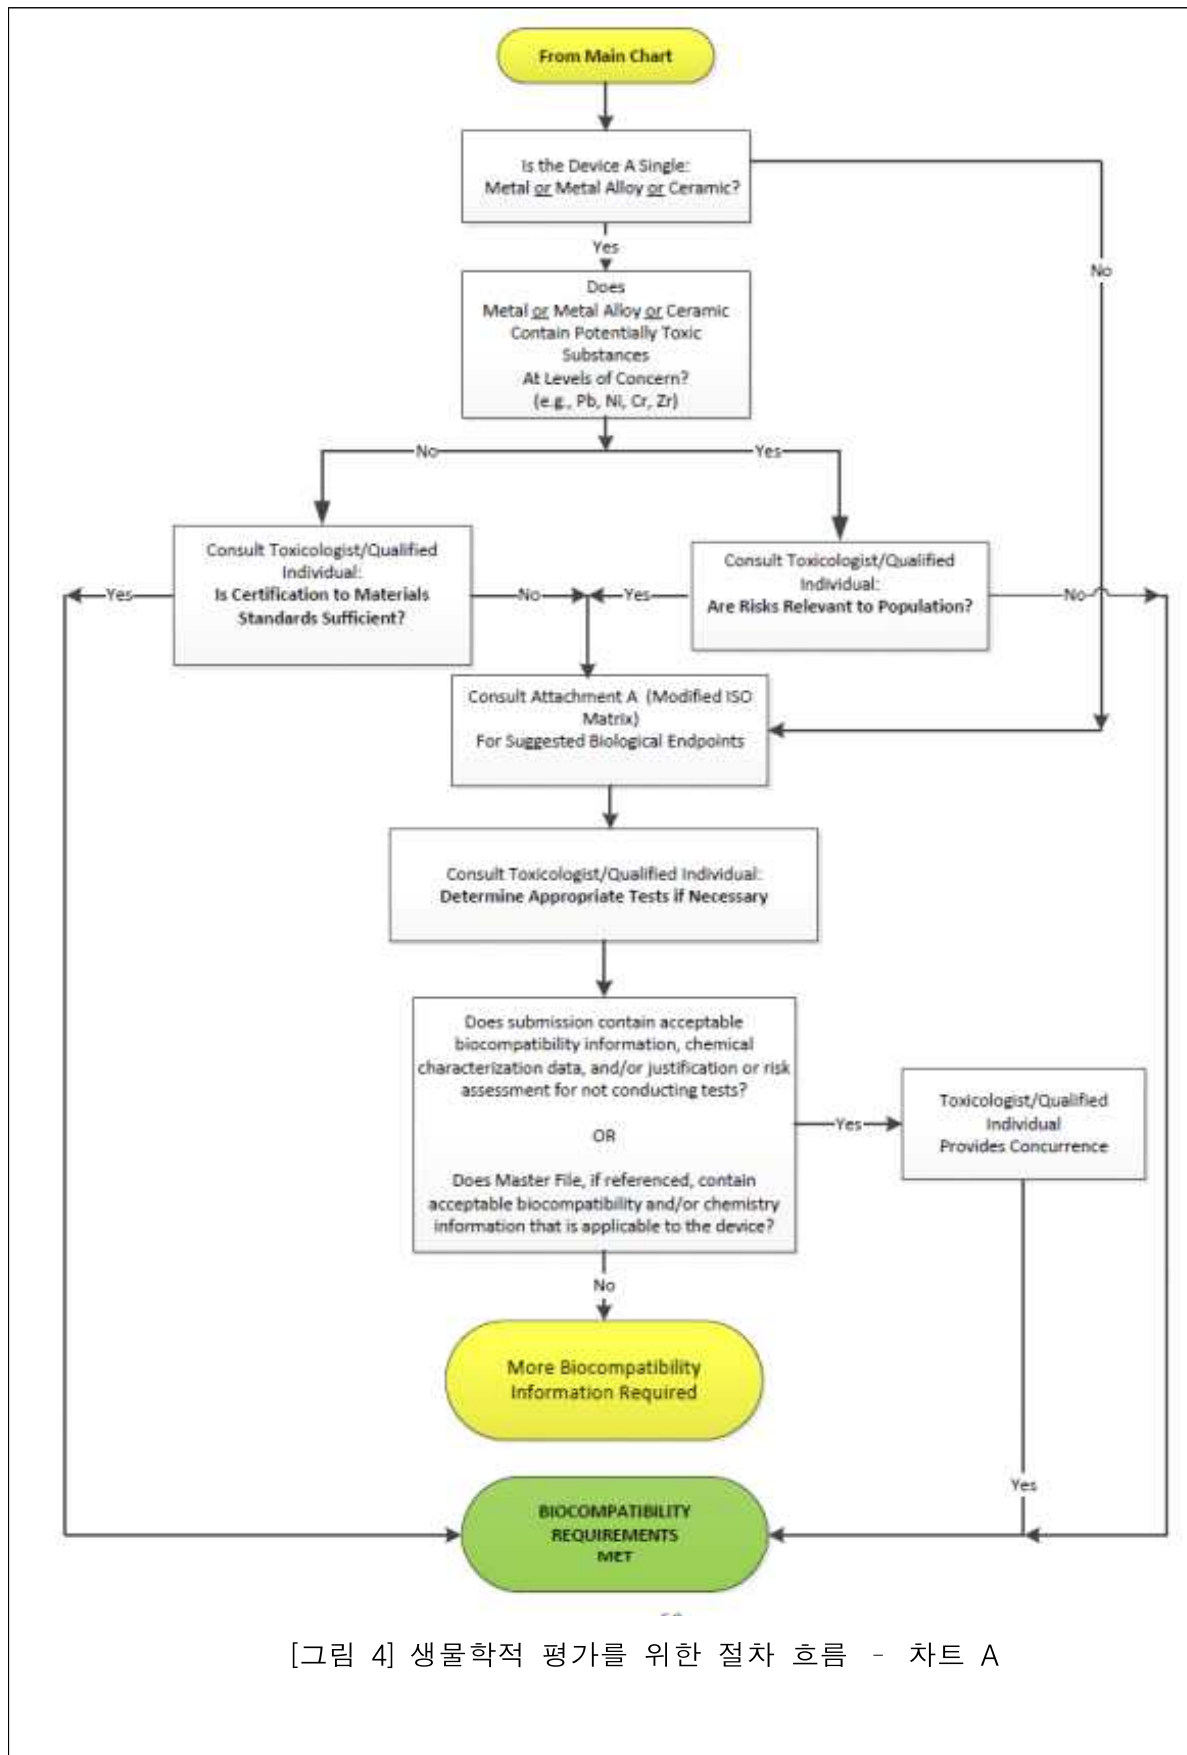 From Main Chart
Is the Device A Single:
Metal or Metal Alloy or Ceramic?
No
Yes
Does
Metal or Metal Alloy or Ceramic
Contain Potentially Toxic
Substances
At Levels of Concern?
(e.g., Pb, Ni, Cr, Zr)
No
Yes
Consult Toxicologist/Qualified
Individual:
Is Certification to Materials
Standards Sufficient?
Consult Toxicologist/Qualified
Individual:
Are Risks Relevant to Population?
Yes
No
Yes
No
Consult Attachment A (Modified ISO
Matrix)
For Suggested Biological Endpoints
Consult Toxicologist/Qualified Individual:
Determine Appropriate Tests if Necessary
Does submission contain acceptable
biocompatibility information, chemical
characterization data, and/or justification or risk
assessment for not conducting tests?
OR
Does Master File, if referenced, contain
acceptable biocompatibility and/or chemistry
information that is applicable to the device?
Yes
Toxicologist/Qualified
Individual
Provides Concurrence
No
More Biocompatibility
Information Required
Yes
BIOCOMPATIBILITY
REQUIREMENTS
MET
[그림 4] 생물학적 평가를 위한 절차 흐름 - 차트 A